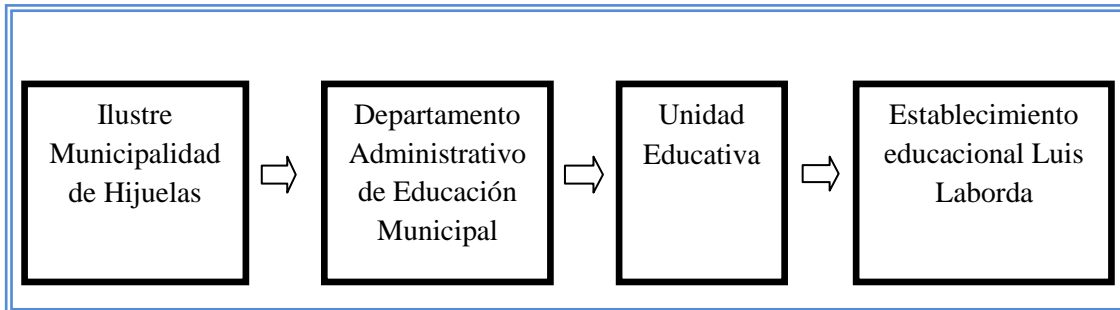 Ilustre
Municipalidad
de Hijuelas
Departamento
Administrativo
de Educación
Municipal
Unidad
Educativa
Establecimiento
educacional Luis
Laborda